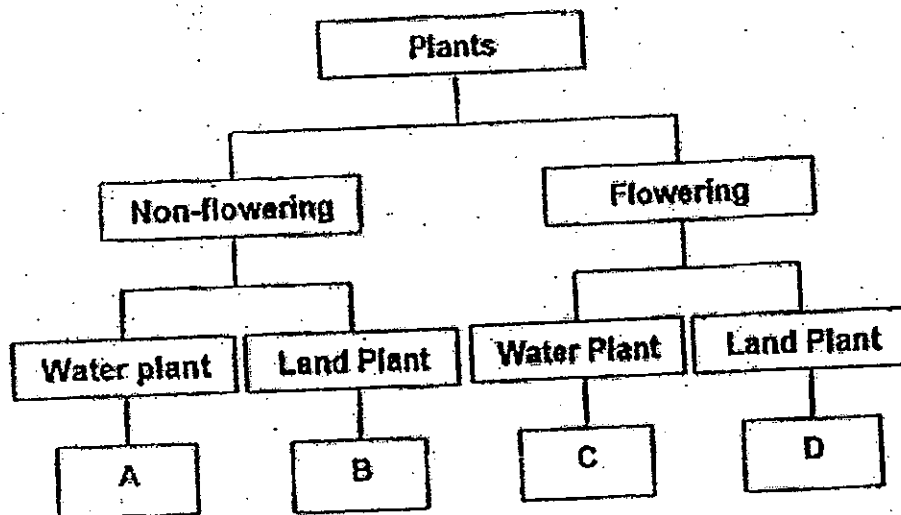 Plants
Non-flowering
Flowering
Water plant
Land Plant
Water Plant
Land Plant
A
B
C
D